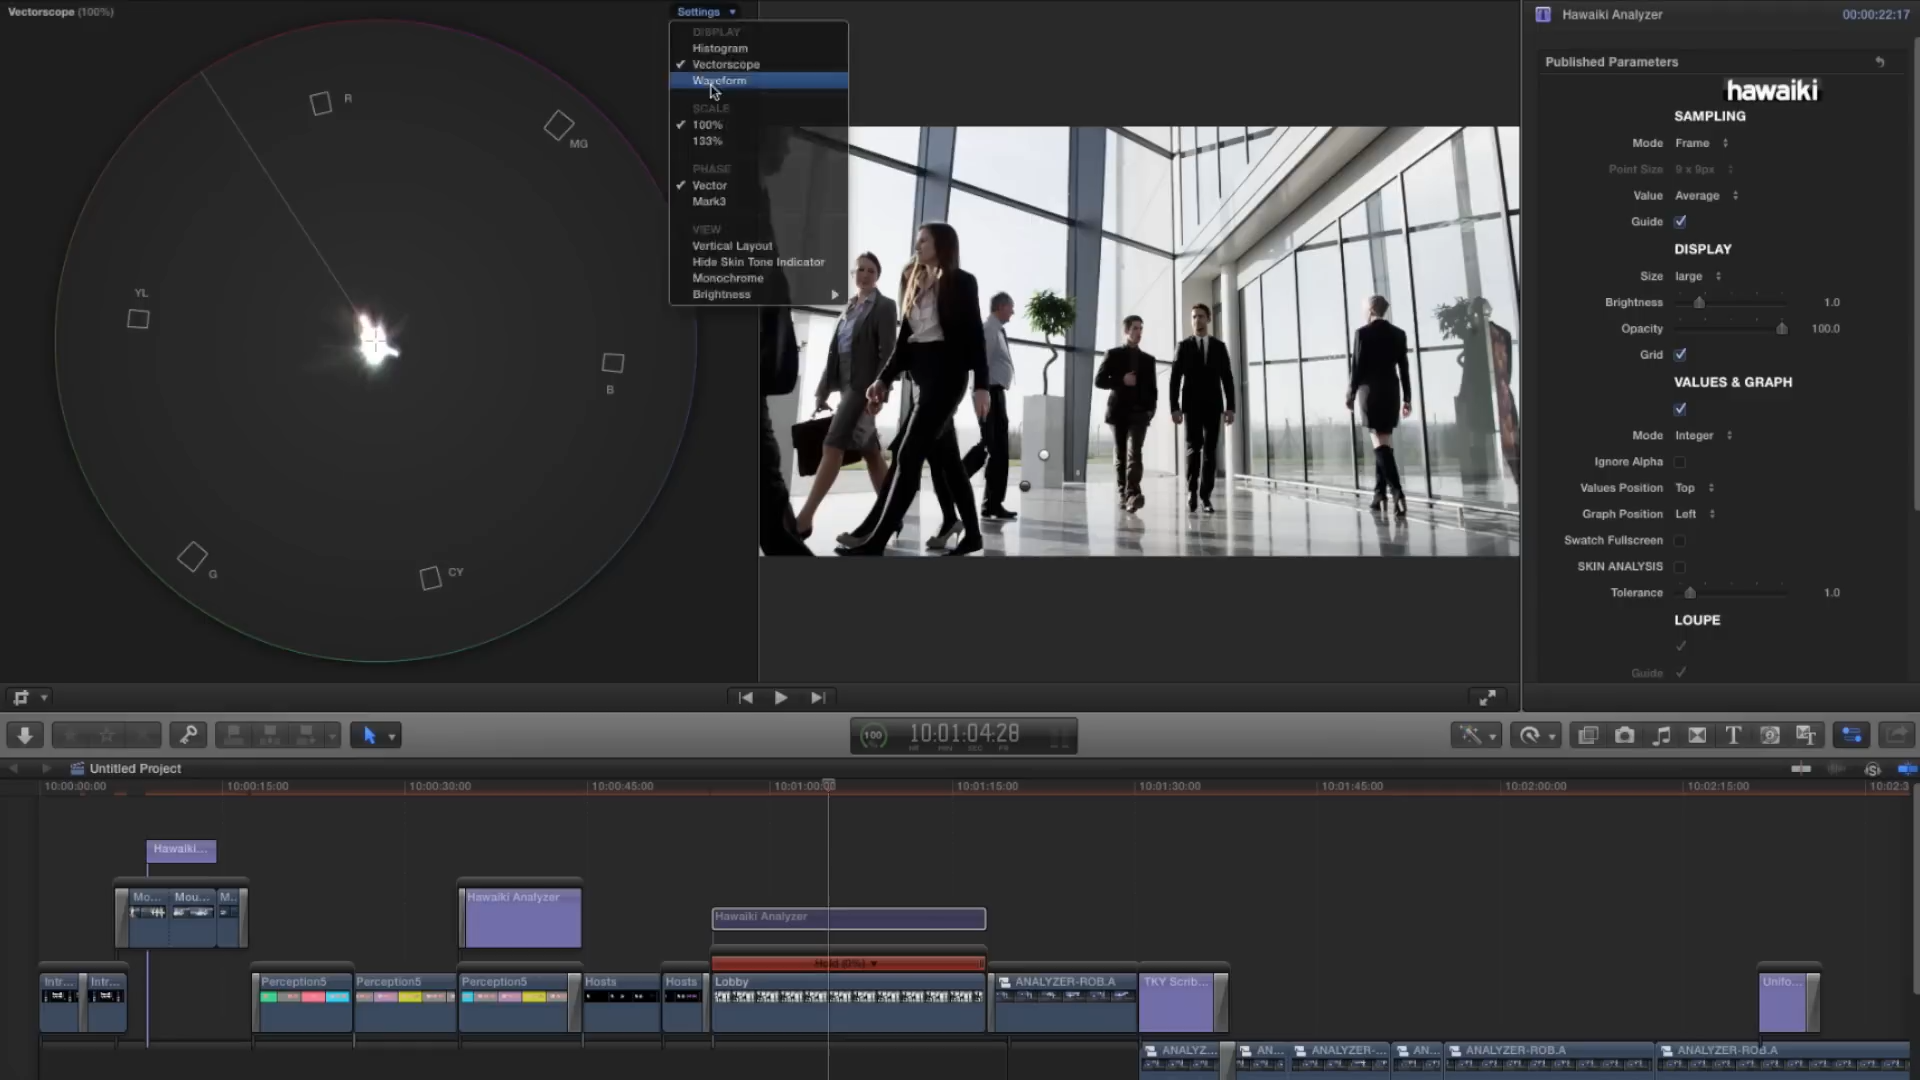 Vectorscope (100%)
Settings
DISPLAY
Histogram
Vectorscope
Waveform
SCALE
100%
133%
PHASE
Vector
Mark3
VIEW
Vertical Layout
Hide Skin Tone Indicator
Monochrome
Brightness
R
MG
YL
B
G
CY
Hawaiki Analyzer
00:00:22:17
Published Parameters
hawaiki
SAMPLING
Mode Frame
Point Size 9 x 9px
Value Average
Guide
DISPLAY
Size large
Brightness 1.0
Opacity 100.0
Grid
VALUES & GRAPH
Mode Integer
Ignore Alpha
Values Position Top
Graph Position Left
Swatch Fullscreen
SKIN ANALYSIS
Tolerance 1.0
LOUPE
Guide
100 10:01:04:28
% HR MIN SEC FR
Untitled Project
10:00:00:00 10:00:15:00 10:00:30:00 10:00:45:00 10:01:00:00 10:01:15:00 10:01:30:00 10:01:45:00 10:02:00:00 10:02:15:00 10:02:3
Hawaiki...
Mo... Mou... M..
Hawaiki Analyzer
Hawaiki Analyzer
Hold (0%)
Intr... Intr... Perception5 Perception5 Perception5 Hosts Hosts Lobby ANALYZER-ROB.A TKY Scrib... Unifo...
ANALYZ... AN... ANALYZER-... AN... ANALYZER-ROB.A ANALYZER-ROB.A